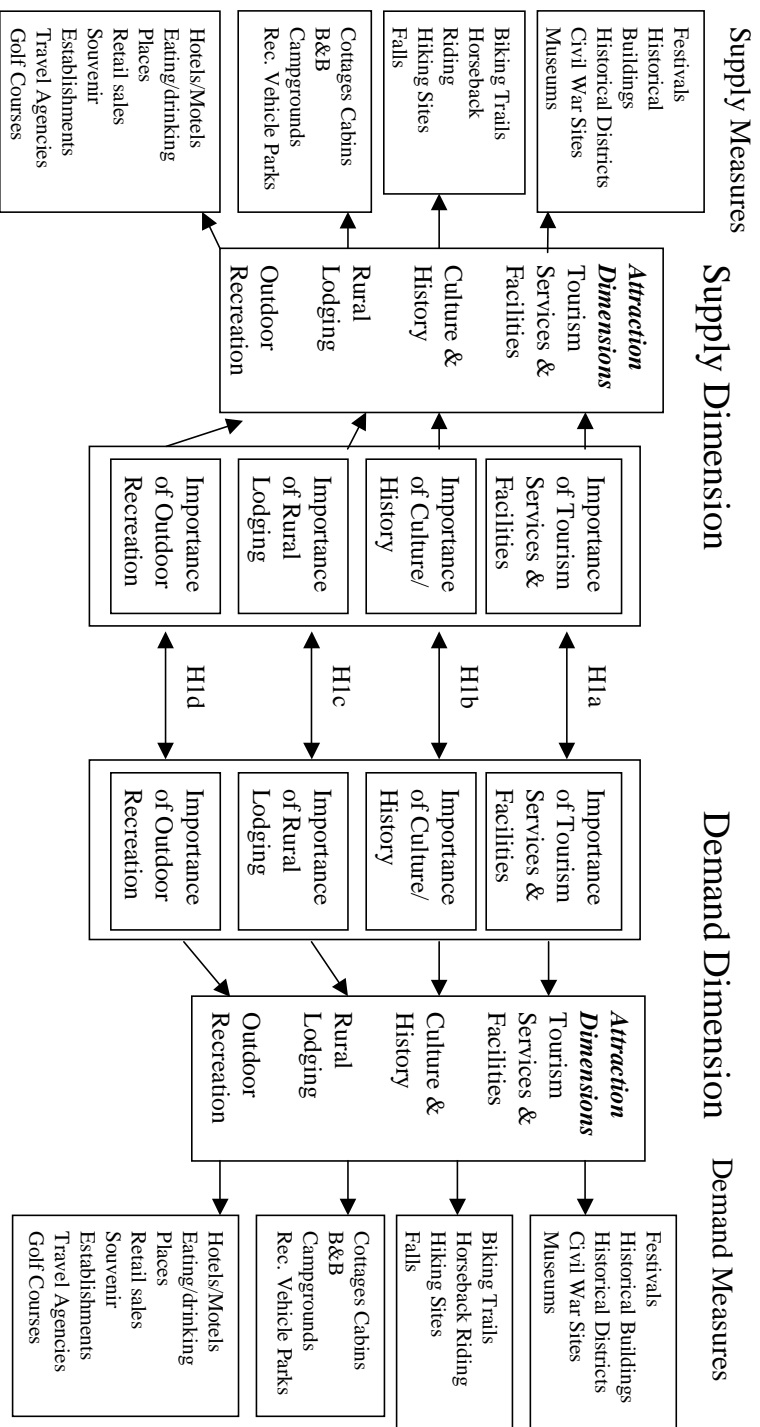 Supply Measures
Supply Dimension
Demand Dimension
Demand Measures
Festivals
Historical
Buildings
Historical Districts
Civil War Sites
Museums
Biking Trails
Horseback
Riding
Hiking Sites
Falls
Cottages Cabins
B&B
Campgrounds
Rec. Vehicle Parks
Hotels/Motels
Eating/drinking
Places
Retail sales
Souvenir
Establishments
Travel Agencies
Golf Courses
Attraction
Dimensions
Tourism
Services &
Facilities
Culture &
History
Rural
Lodging
Outdoor
Recreation
Importance
of Tourism
Services &
Facilities
Importance
of Culture/
History
Importance
of Rural
Lodging
Importance
of Outdoor
Recreation
H1a
H1b
H1c
H1d
Importance
of Tourism
Services &
Facilities
Importance
of Culture/
History
Importance
of Rural
Lodging
Importance
of Outdoor
Recreation
Attraction
Dimensions
Tourism
Services &
Facilities
Culture &
History
Rural
Lodging
Outdoor
Recreation
Festivals
Historical Buildings
Historical Districts
Civil War Sites
Museums
Biking Trails
Horseback Riding
Hiking Sites
Falls
Cottages Cabins
B&B
Campgrounds
Rec. Vehicle Parks
Hotels/Motels
Eating/drinking
Places
Retail sales
Souvenir
Establishments
Travel Agencies
Golf Courses